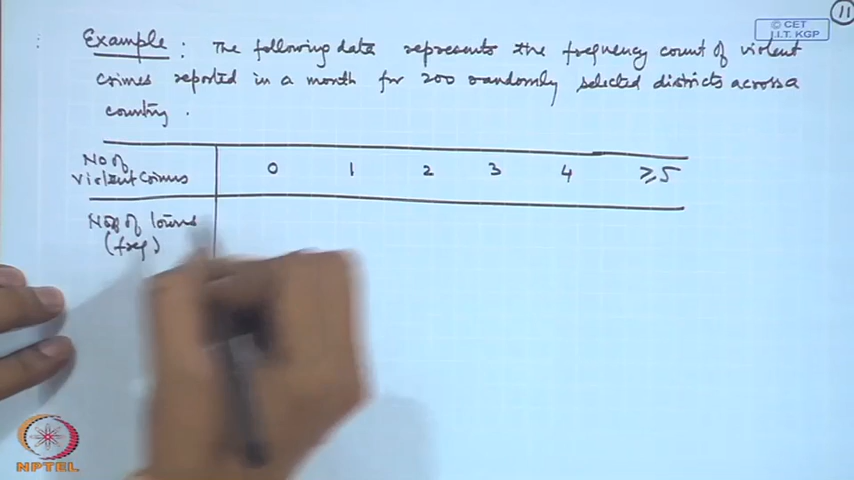 11
© CET
I.I.T. KGP
Example : The following data represents the frequency count of violent
crimes reported in a month for 200 randomly selected districts across a
country .
No of
Violent Crimes 0 1 2 3 4 ≥5
No of towns
(freq)
NPTEL